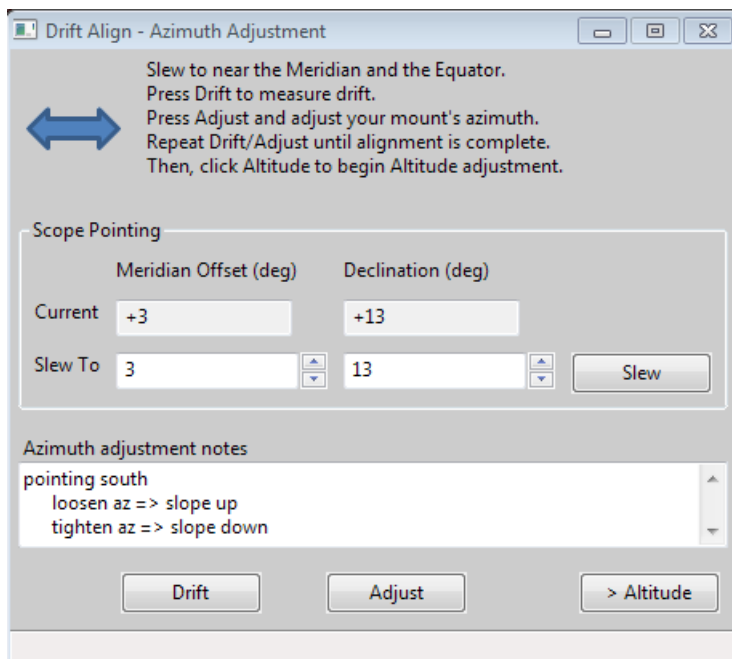 Drift Align - Azimuth Adjustment
Slew to near the Meridian and the Equator.
Press Drift to measure drift.
Press Adjust and adjust your mount's azimuth.
Repeat Drift/Adjust until alignment is complete.
Then, click Altitude to begin Altitude adjustment.
Scope Pointing
Meridian Offset (deg) Declination (deg)
Current +3 +13
Slew To 3 13 Slew
Azimuth adjustment notes
pointing south
loosen az => slope up
tighten az => slope down
Drift Adjust > Altitude